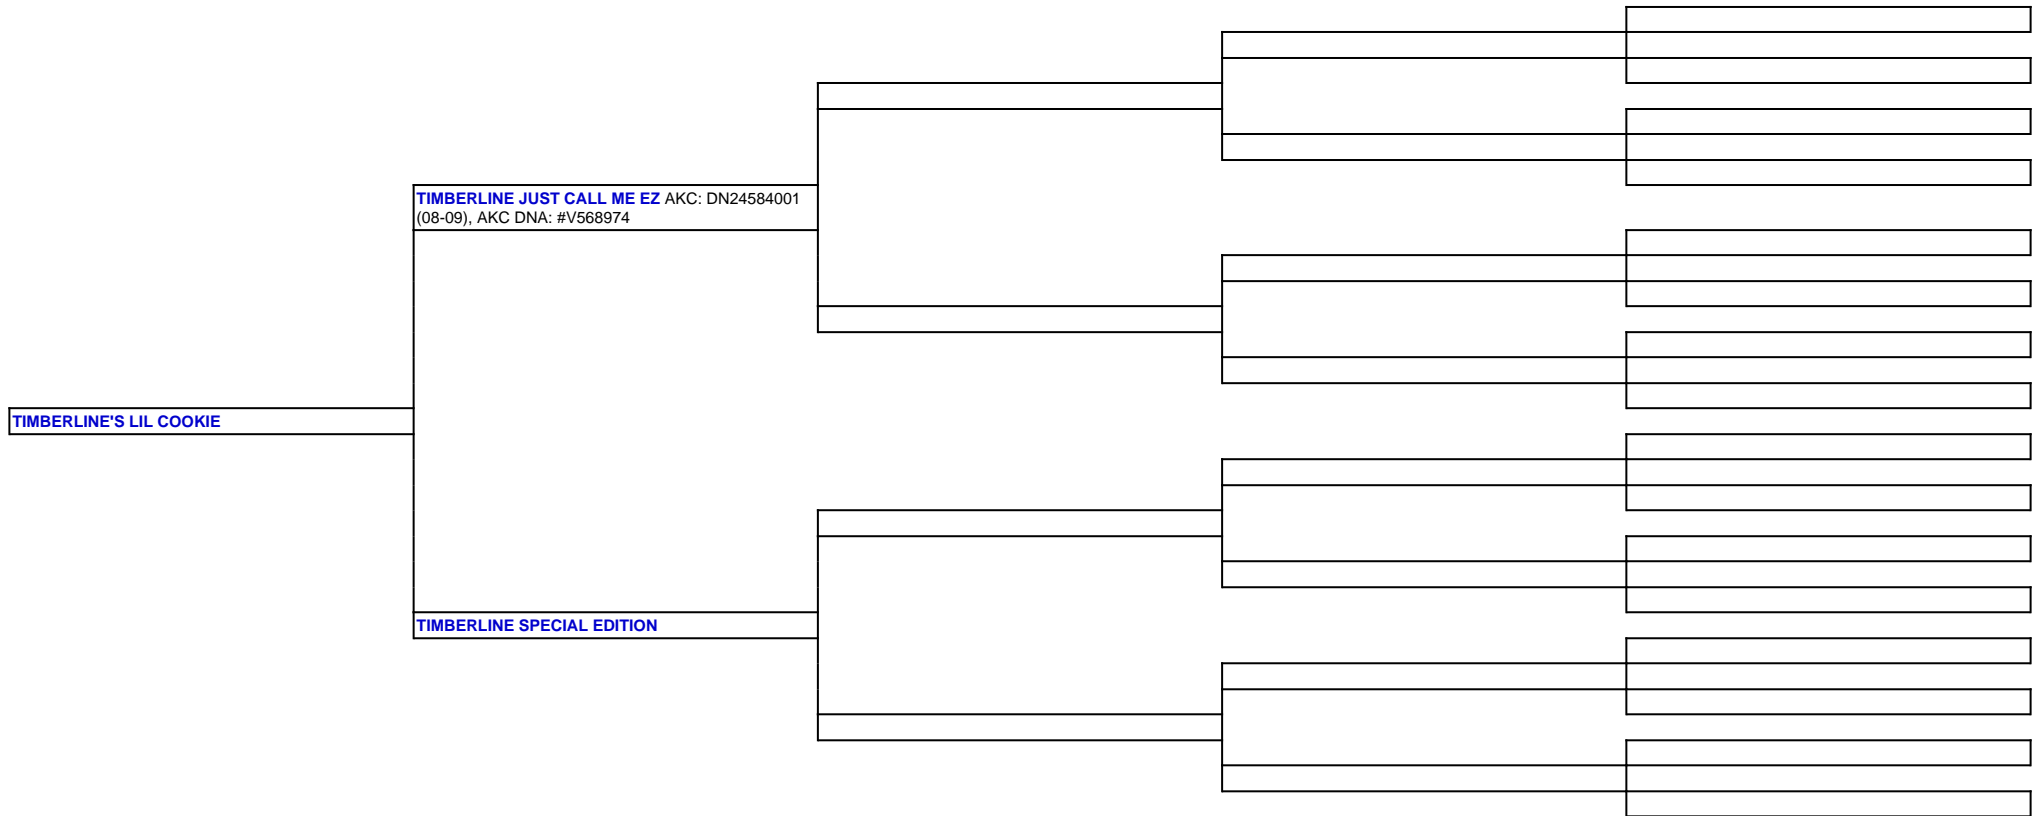 TIMBERLINE JUST CALL ME EZ AKC: DN24584001
(08-09), AKC DNA: #V568974
TIMBERLINE'S LIL COOKIE
TIMBERLINE SPECIAL EDITION